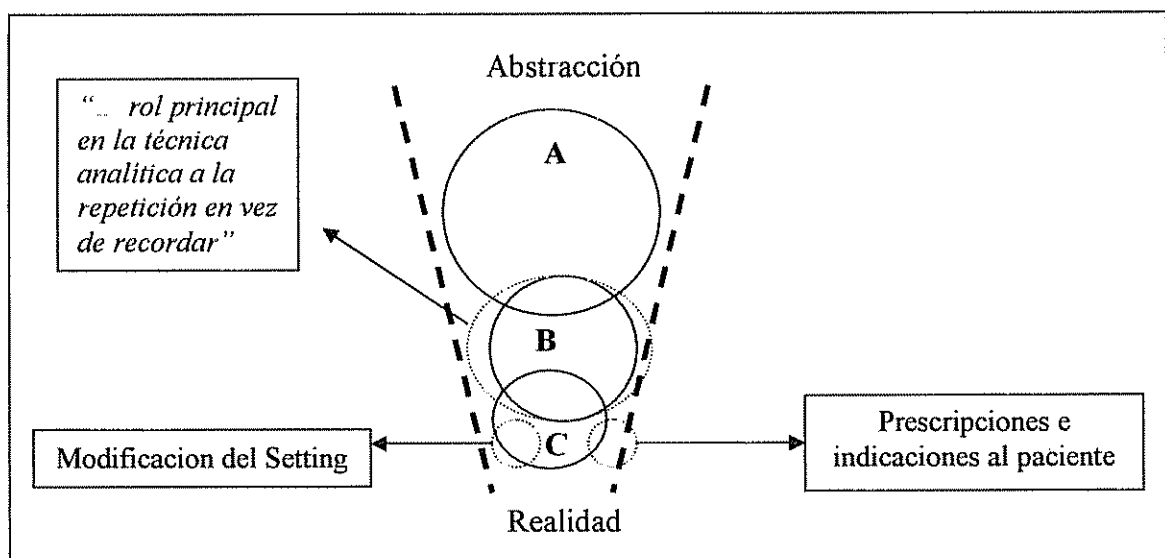 Abstracción
“... rol principal
en la técnica
analítica a la
repetición en vez
de recordar”
A
B
C
Modificacion del Setting
Prescripciones e
indicaciones al paciente
Realidad